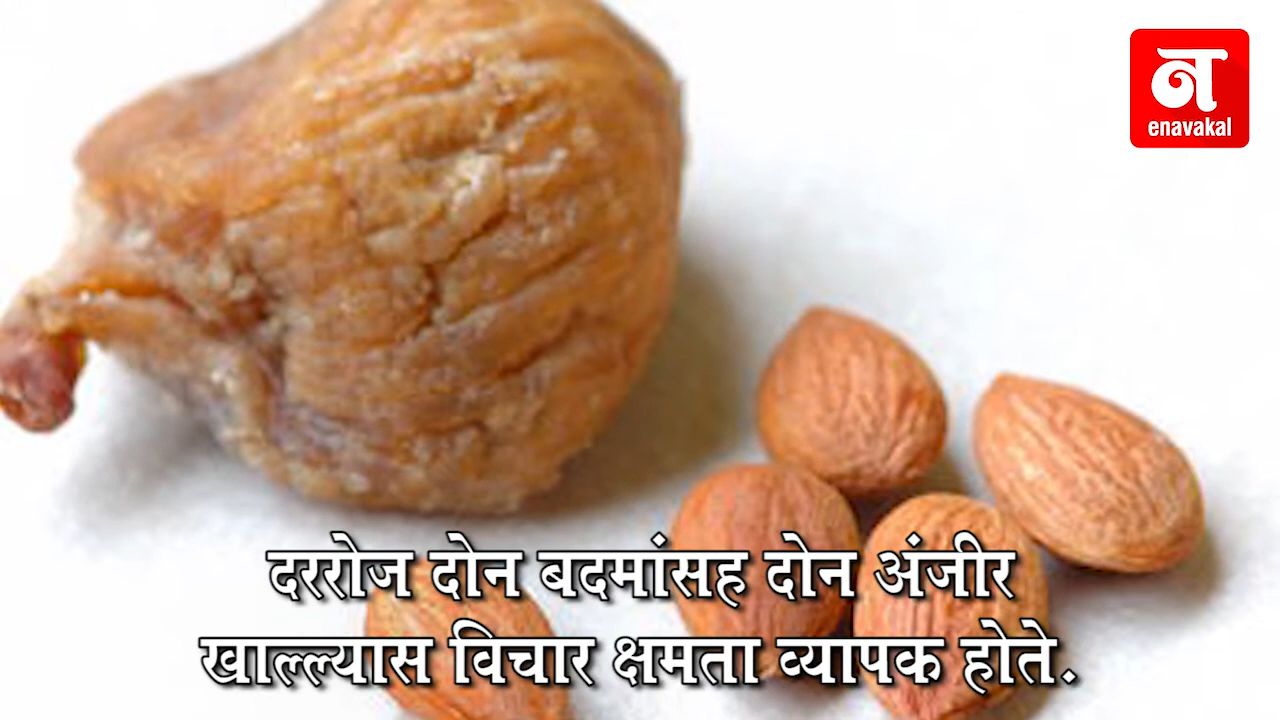 न
enavakal
दररोज दोन बदमांसह दोन अंजीर
खाल्ल्यास विचार क्षमता व्यापक होते.